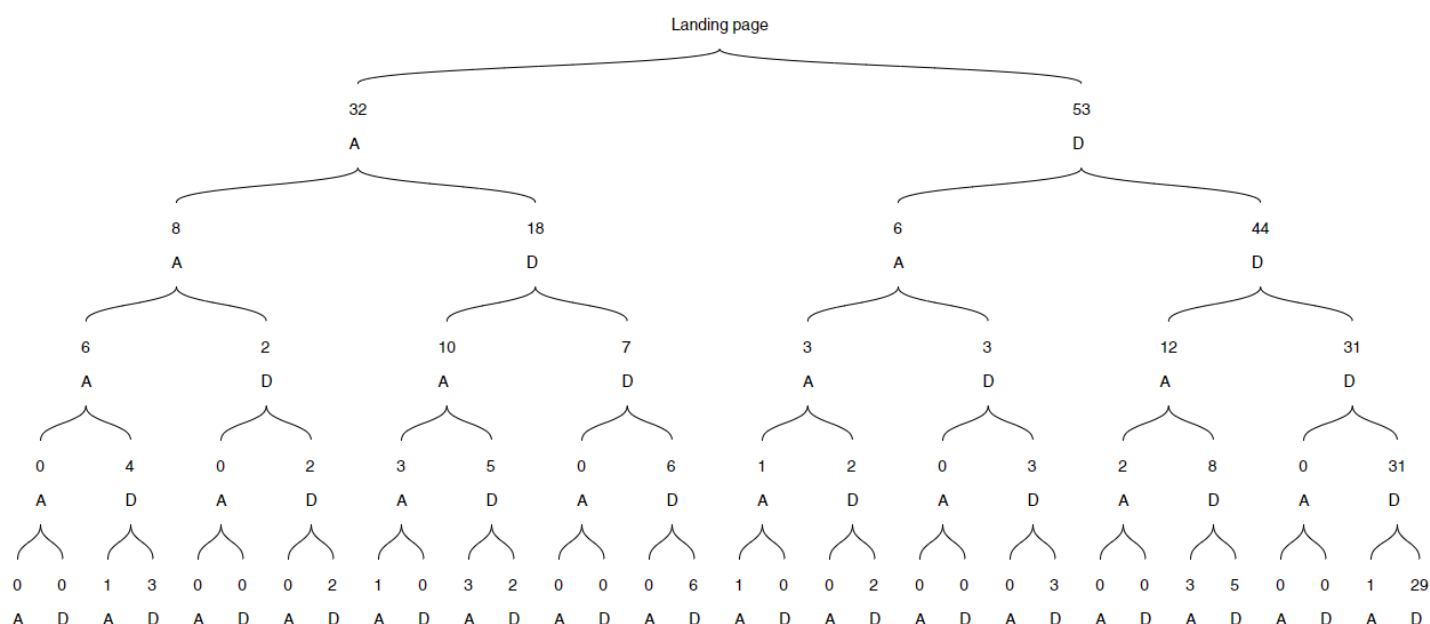 Landing page
32 53
A D
8 18 6 44
A D A D
6 2 10 7 3 3 12 31
A D A D A D A D
0 4 0 2 3 5 0 6 1 2 0 3 2 8 0 31
A D A D A D A D A D A D A D A D
0 0 1 3 0 0 0 2 1 0 3 2 0 0 0 6 1 0 0 2 0 0 0 3 0 0 3 5 0 0 1 29
A D A D A D A D A D A D A D A D A D A D A D A D A D A D A D A D